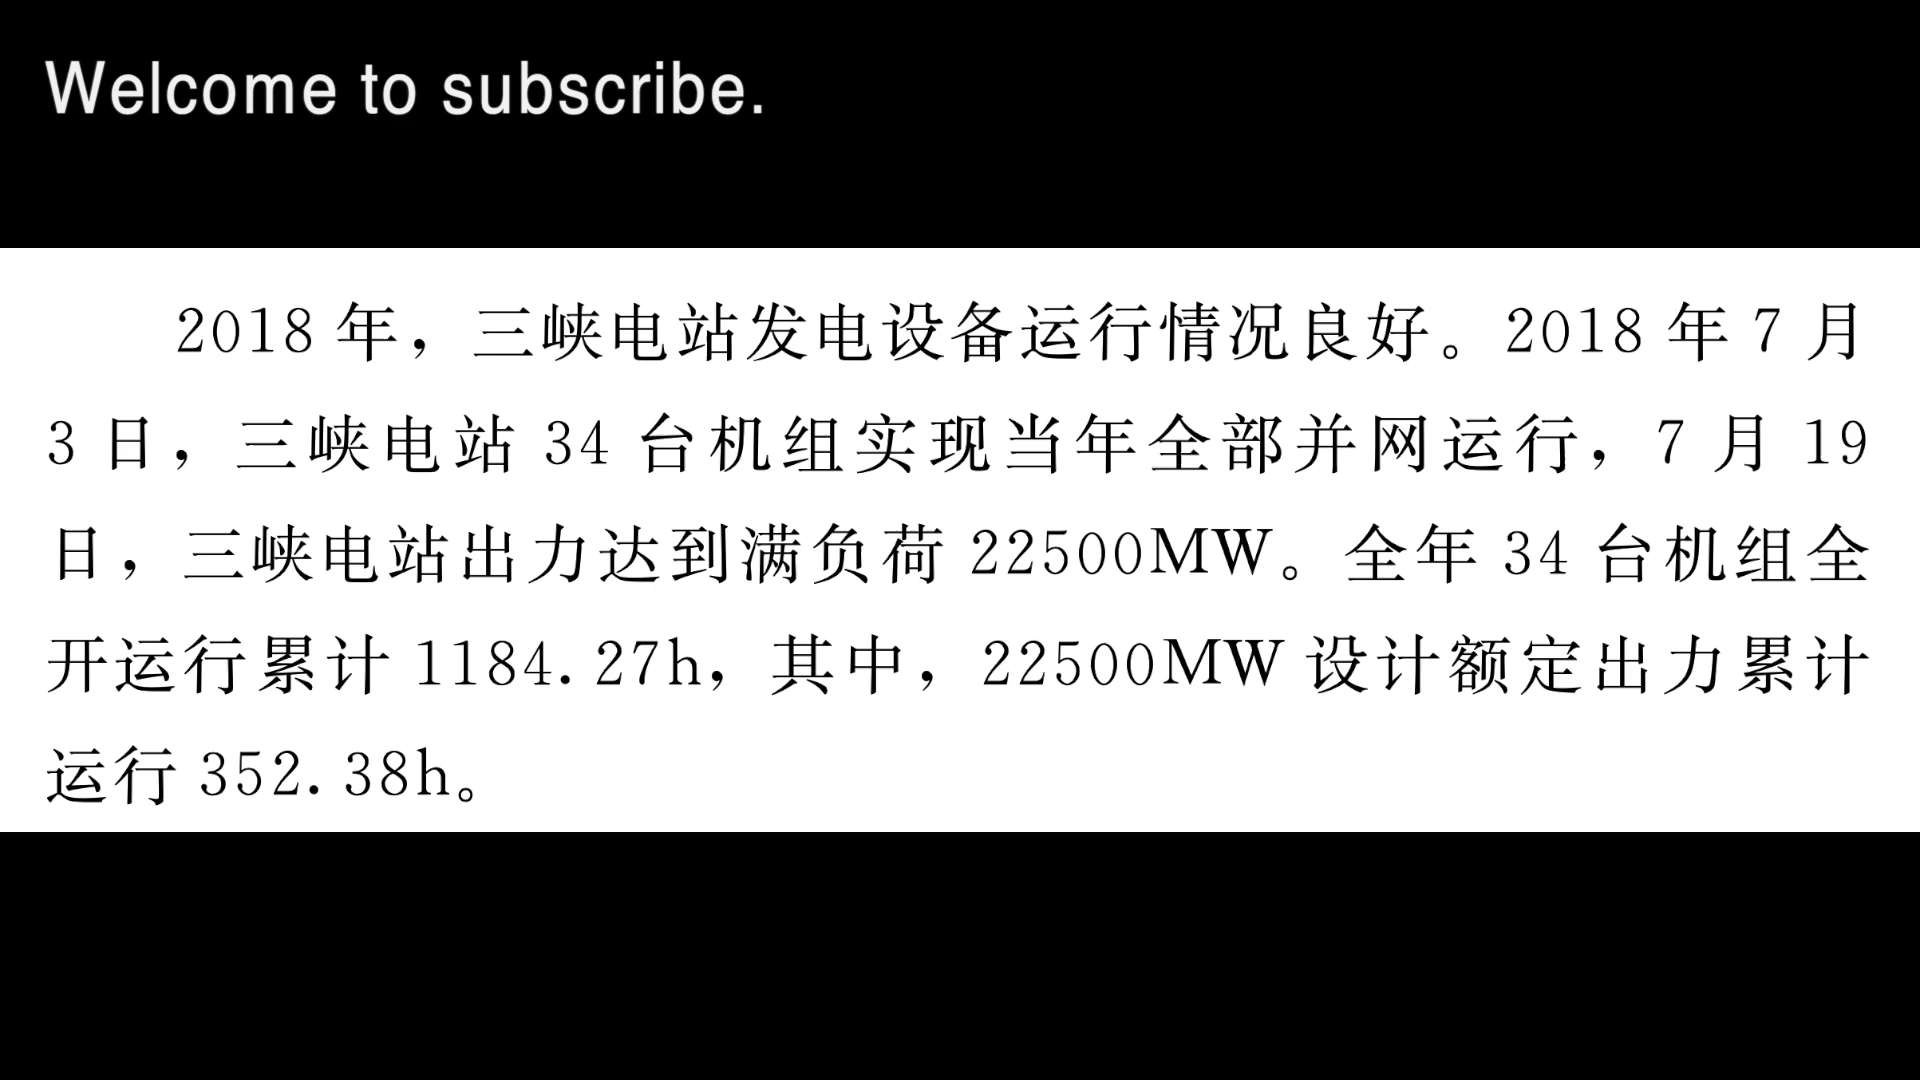 Welcome to subscribe.
2018 年，三峡电站发电设备运行情况良好。2018 年 7 月
3 日，三峡电站 34 台机组实现当年全部并网运行，7 月 19
日，三峡电站出力达到满负荷 22500MW。全年 34 台机组全
开运行累计 1184.27h，其中，22500MW 设计额定出力累计
运行 352.38h。